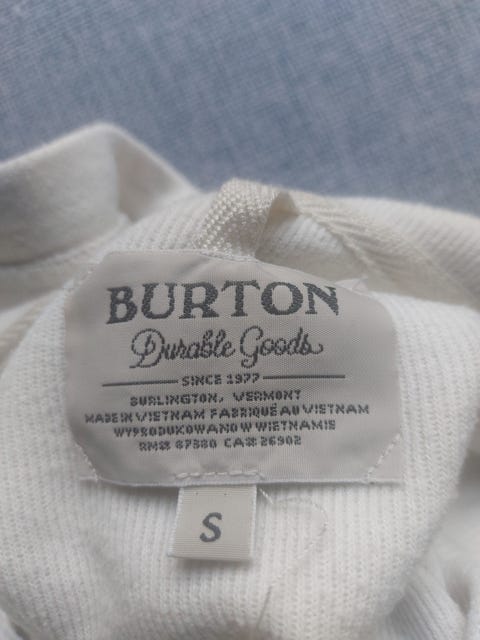 BURTON
Durable Goods
SINCE 1977
BURLINGTON, VERMONT
MADE IN VIETNAM FABRIQUÉ AU VIETNAM
WYPRODUKOWANO W WIETNAMIE
RN# 87380 CA# 26902
S